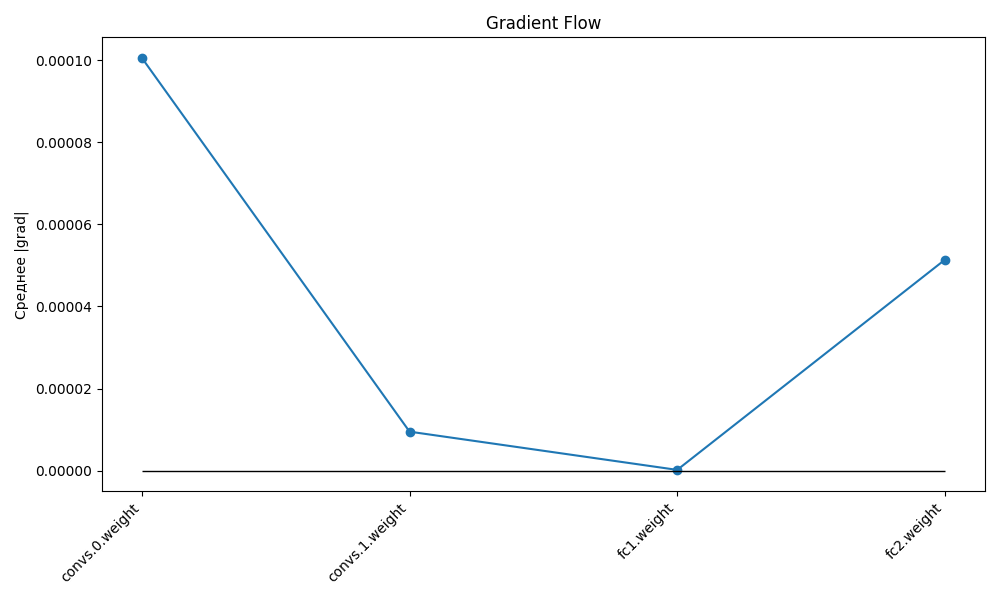 Gradient Flow
Среднее |grad|
0.00010
0.00008
0.00006
0.00004
0.00002
0.00000
convs.0.weight
convs.1.weight
fc1.weight
fc2.weight